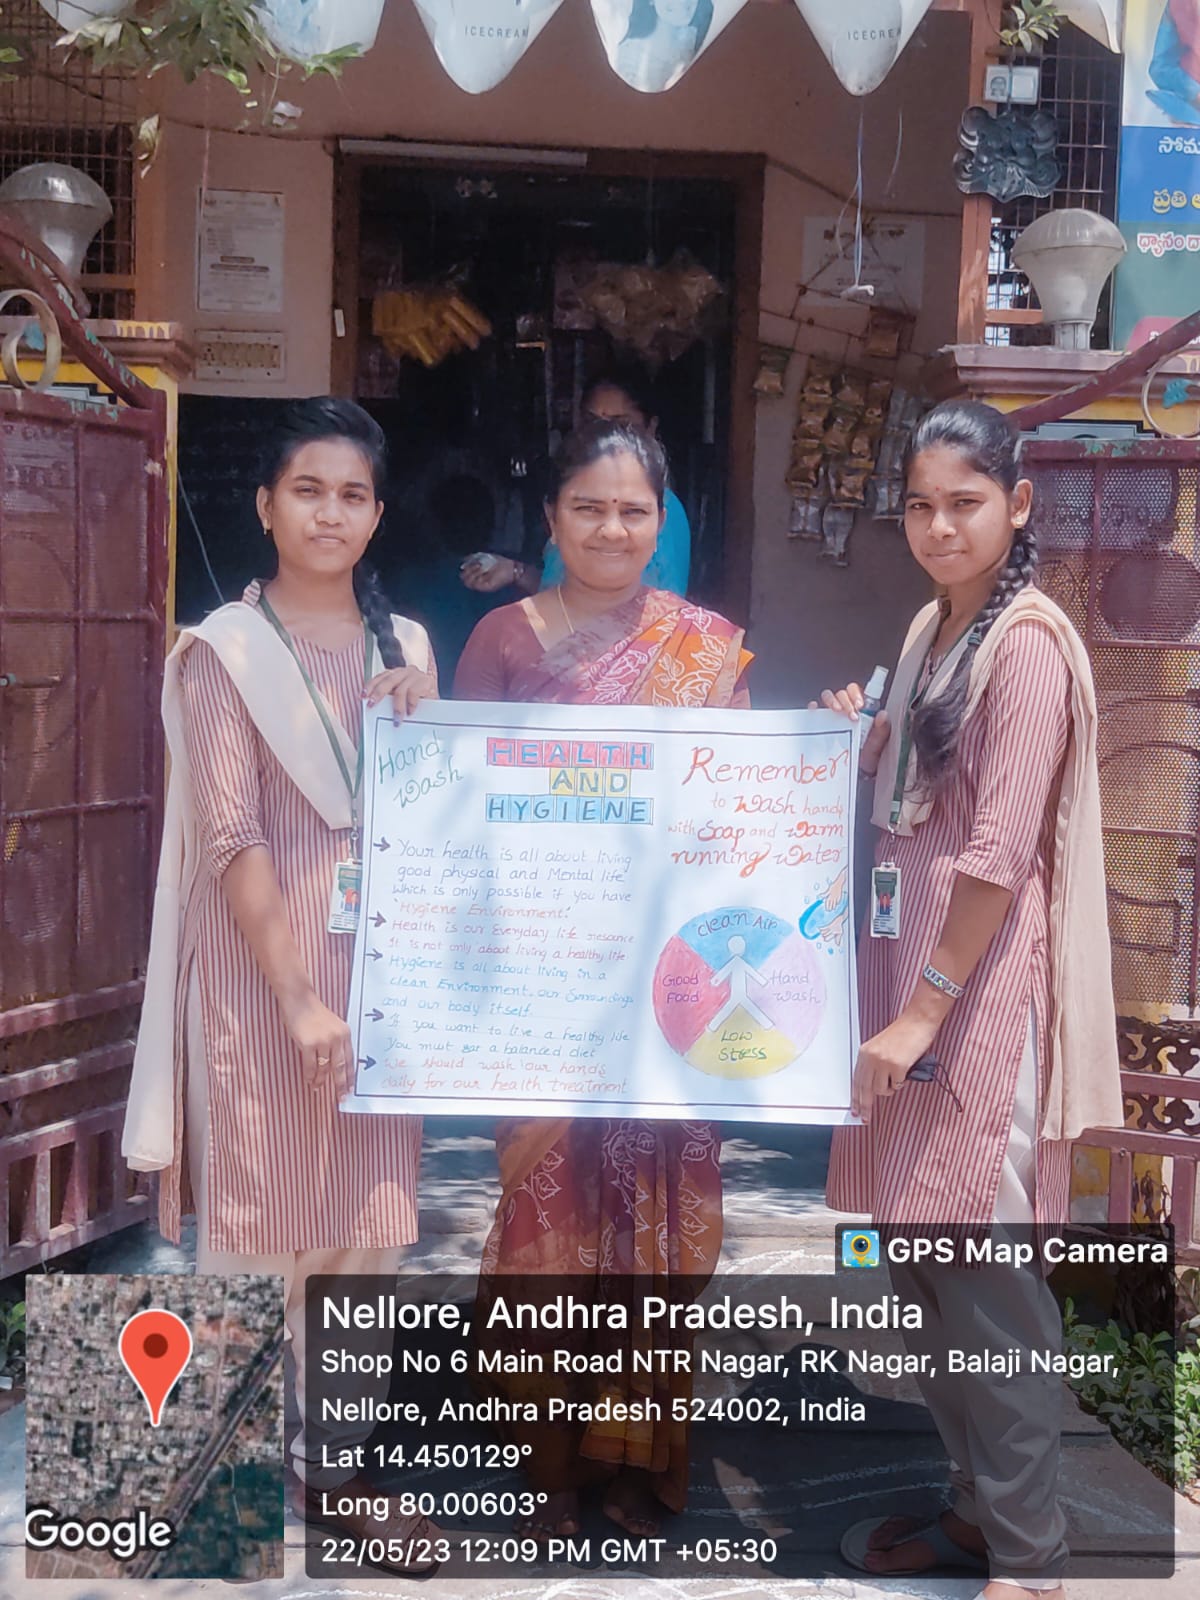 ICECREAM
ICECREA
సోమ
ప్రతి
ధ్యానం దా
Hand
wash
HEALTH
AND
HYGIENE
Remember
to wash hands
with Soap and warm
running water
Your health is all about living
good physical and Mental life
which is only possible if you have
'Hygiene Environment'.
Health is our Everyday life resource
It is not only about living a healthy life
Hygiene is all about living in a
clean Environment. our Surroundings
and our body itself.
If you want to live a healthy life
You must eat a balanced diet
we should wash our hands
daily for our health treatment
clean Air
Good
Food
Hand
wash
Low
Stress
GPS Map Camera
Nellore, Andhra Pradesh, India
Shop No 6 Main Road NTR Nagar, RK Nagar, Balaji Nagar,
Nellore, Andhra Pradesh 524002, India
Lat 14.450129°
Long 80.00603°
22/05/23 12:09 PM GMT +05:30
Google